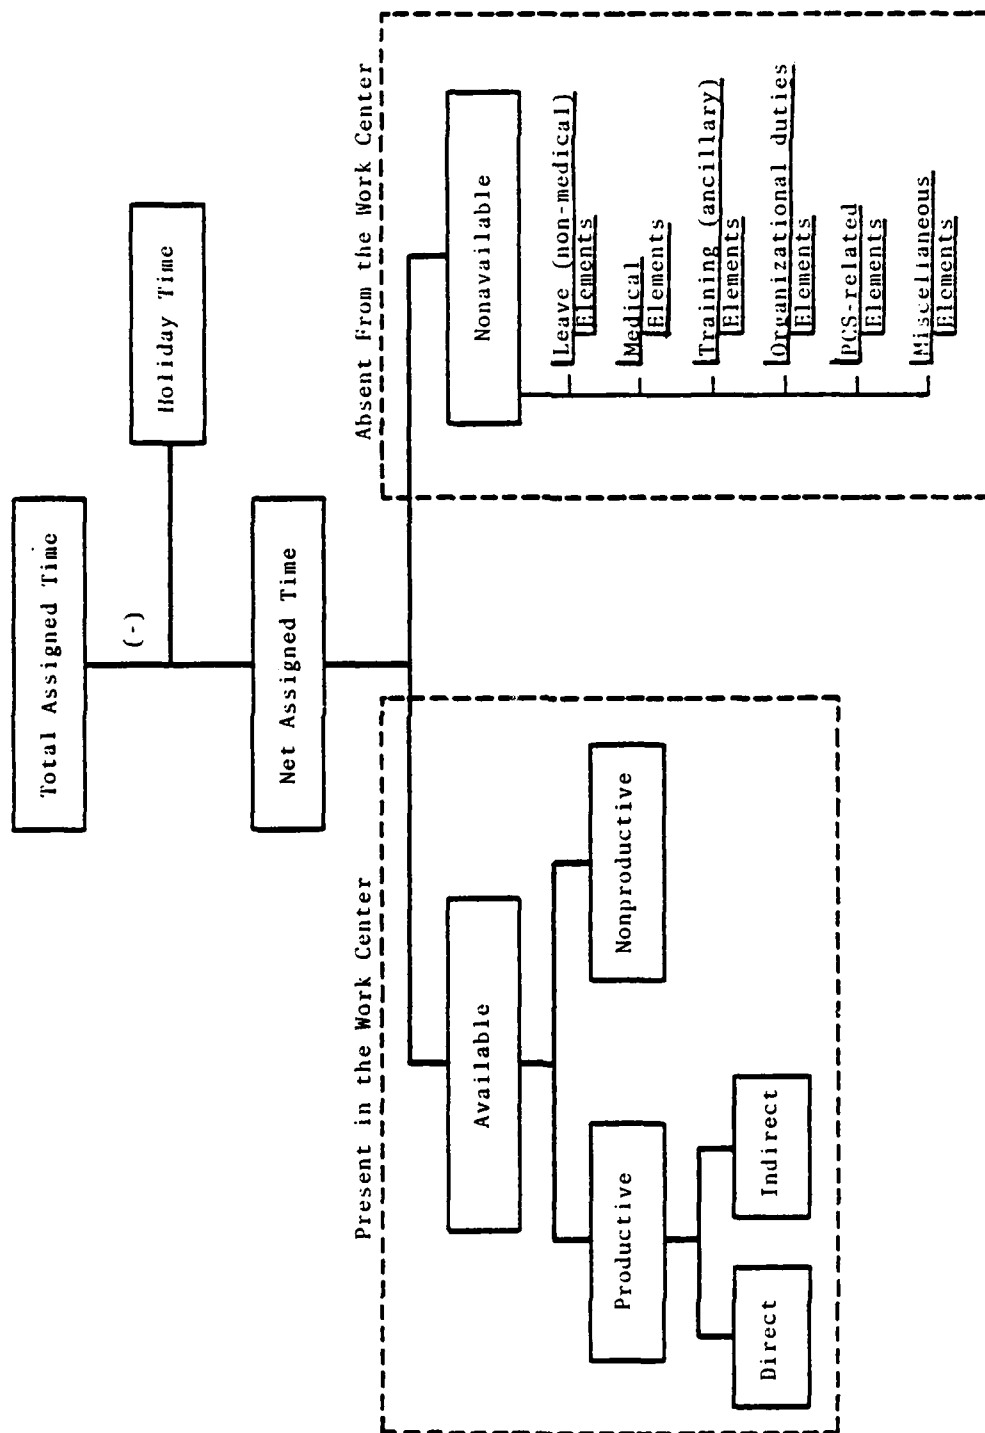 Total Assigned Time
(-)
Holiday Time
Net Assigned Time
Present in the Work Center
Available
Productive
Nonproductive
Direct
Indirect
Absent From the Work Center
Nonavailable
Leave (non-medical)
Elements
Medical
Elements
Training (ancillary)
Elements
Organizational duties
Elements
PCS-related
Elements
Miscellaneous
Elements